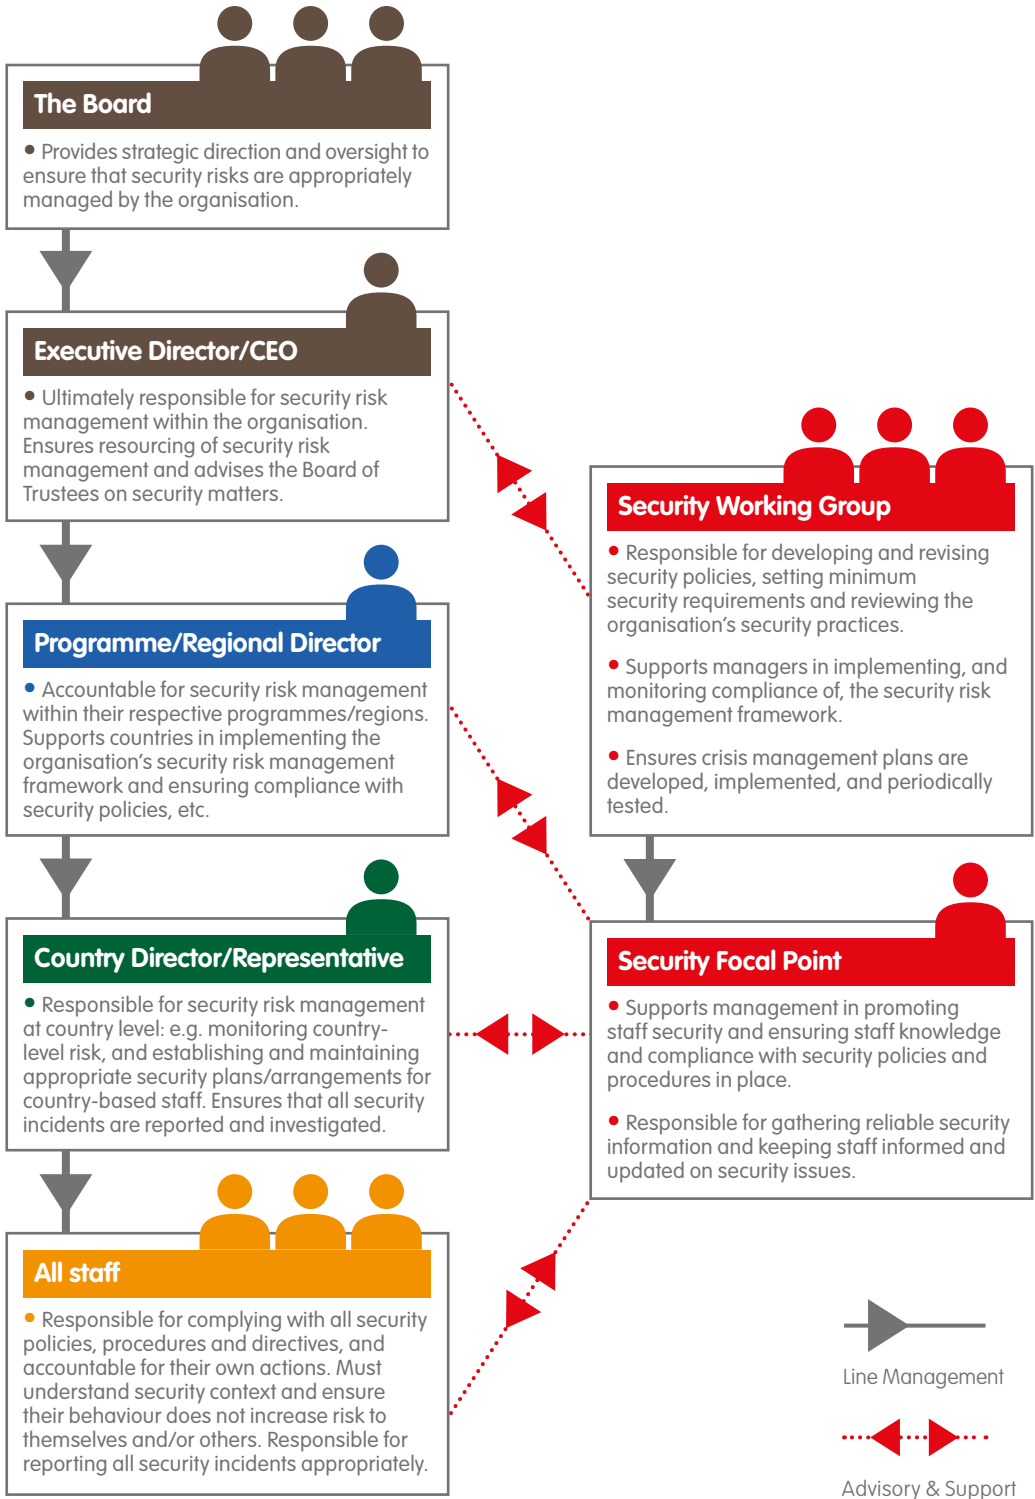 The Board
• Provides strategic direction and oversight to
ensure that security risks are appropriately
managed by the organisation.
Executive Director/CEO
• Ultimately responsible for security risk
management within the organisation.
Ensures resourcing of security risk
management and advises the Board of
Trustees on security matters.
Programme/Regional Director
• Accountable for security risk management
within their respective programmes/regions.
Supports countries in implementing the
organisation’s security risk management
framework and ensuring compliance with
security policies, etc.
Country Director/Representative
• Responsible for security risk management
at country level: e.g. monitoring country-
level risk, and establishing and maintaining
appropriate security plans/arrangements for
country-based staff. Ensures that all security
incidents are reported and investigated.
All staff
• Responsible for complying with all security
policies, procedures and directives, and
accountable for their own actions. Must
understand security context and ensure
their behaviour does not increase risk to
themselves and/or others. Responsible for
reporting all security incidents appropriately.
Security Working Group
• Responsible for developing and revising
security policies, setting minimum
security requirements and reviewing the
organisation’s security practices.
• Supports managers in implementing, and
monitoring compliance of, the security risk
management framework.
• Ensures crisis management plans are
developed, implemented, and periodically
tested.
Security Focal Point
• Supports management in promoting
staff security and ensuring staff knowledge
and compliance with security policies and
procedures in place.
• Responsible for gathering reliable security
information and keeping staff informed and
updated on security issues.
Line Management
Advisory & Support